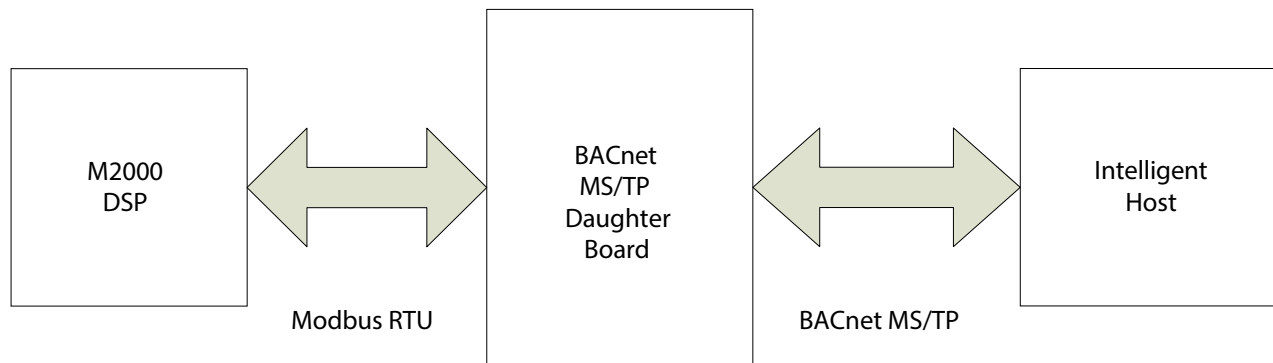 M2000
DSP
Modbus RTU
BACnet
MS/TP
Daughter
Board
BACnet MS/TP
Intelligent
Host